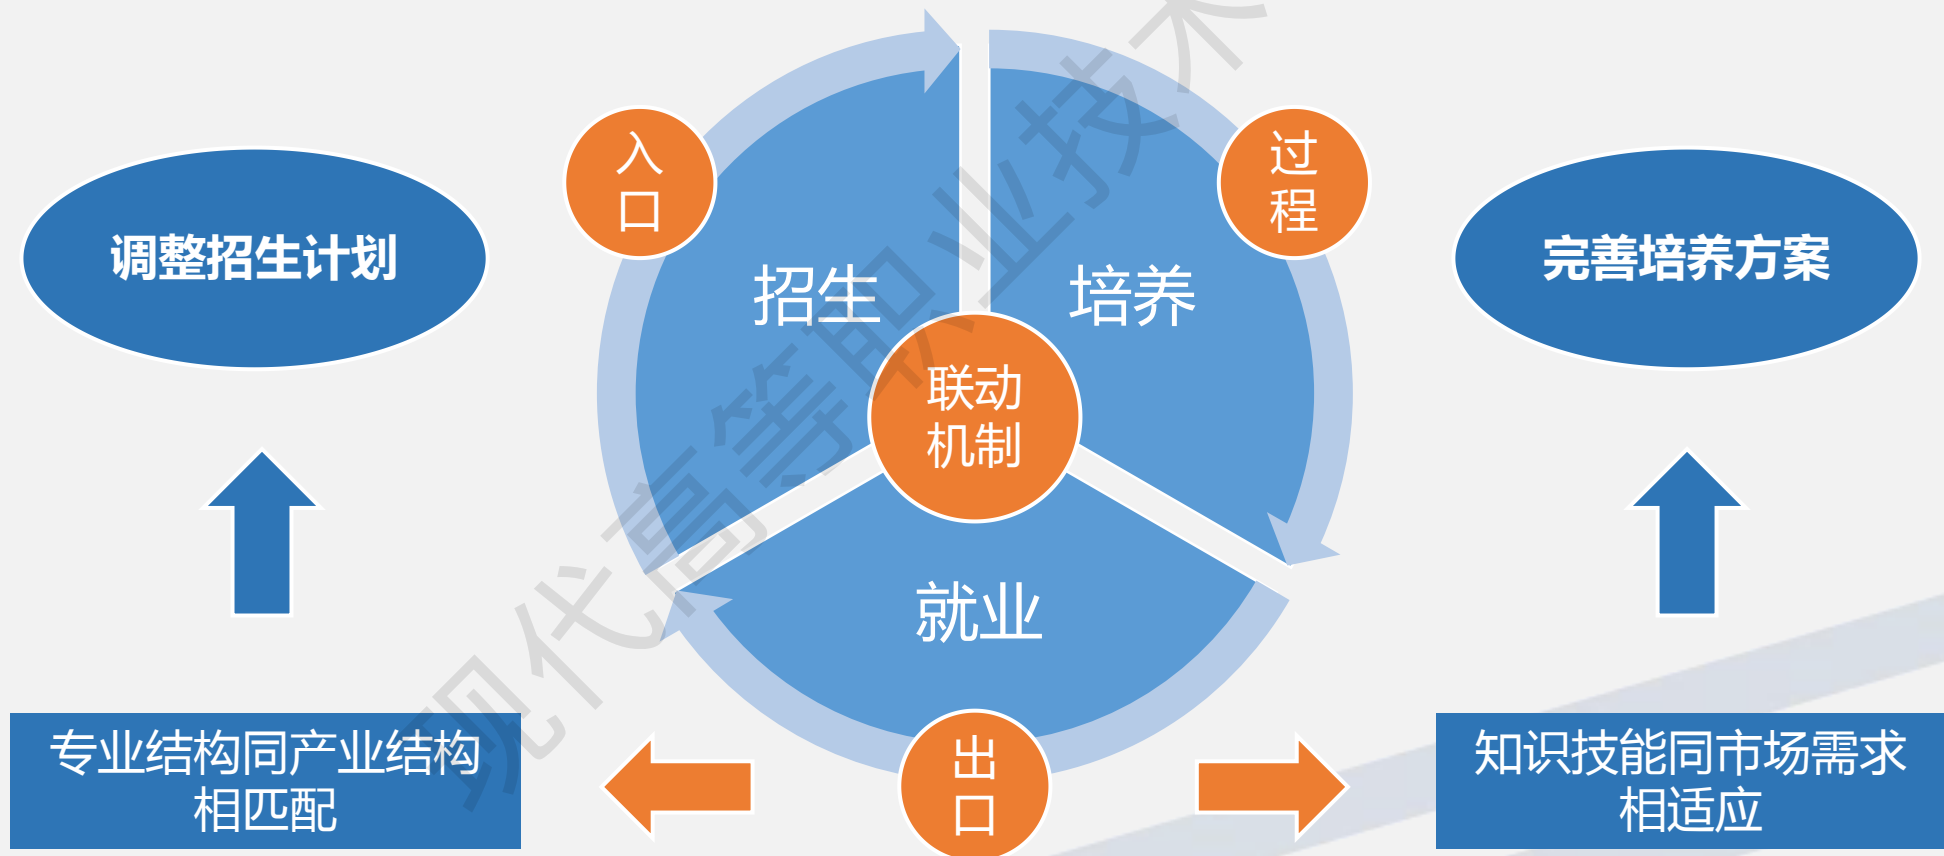 入
口
过
程
调整招生计划
完善培养方案
招生
培养
联动
机制
就业
出
口
专业结构同产业结构
相匹配
知识技能同市场需求
相适应
现代高等职业技术